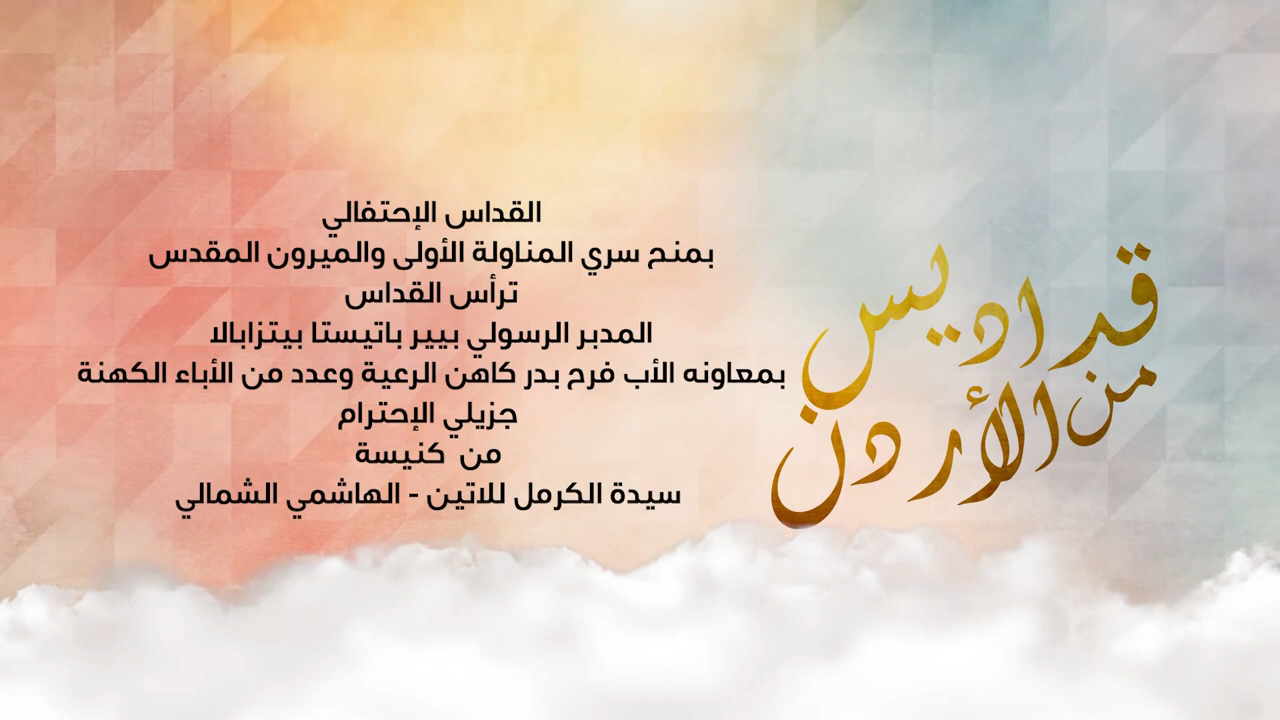 قداديس
من الأردن
القداس الإحتفالي
بمنح سري المناولة الأولى والميرون المقدس
ترأس القداس
المدبر الرسولي بيير باتيستا بيتزابالا
بمعاونه الأب فرح بدر كاهن الرعية وعدد من الأباء الكهنة
جزيلي الإحترام
من كنيسة
سيدة الكرمل للاتين - الهاشمي الشمالي